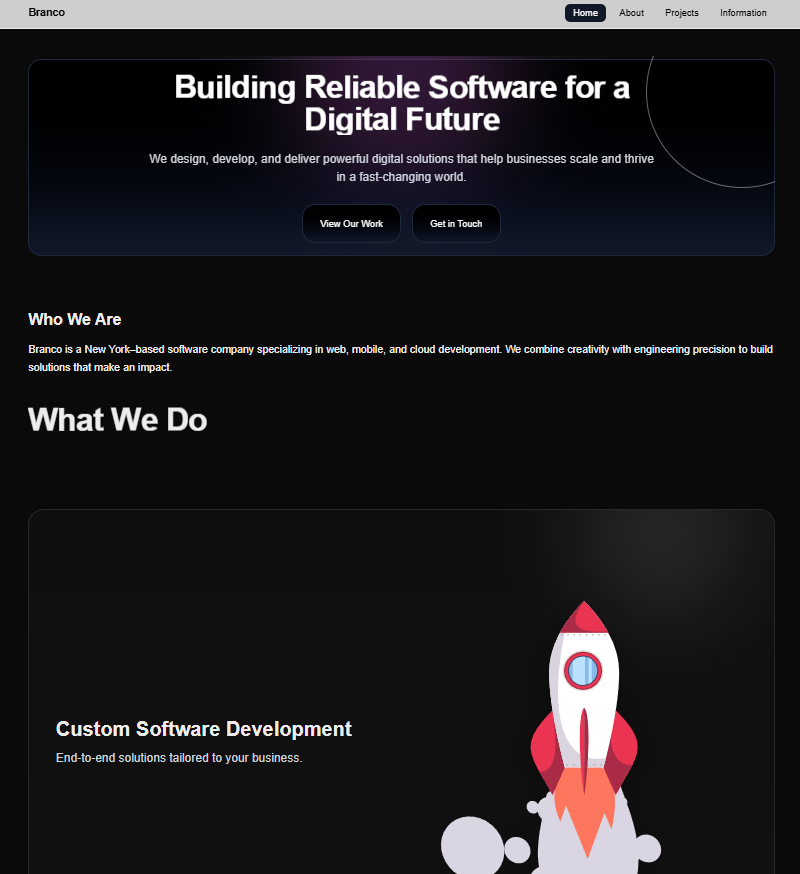 Branco
Home About Projects Information
Building Reliable Software for a
Digital Future
We design, develop, and deliver powerful digital solutions that help businesses scale and thrive
in a fast-changing world.
View Our Work Get in Touch
Who We Are
Branco is a New York–based software company specializing in web, mobile, and cloud development. We combine creativity with engineering precision to build
solutions that make an impact.
What We Do
Custom Software Development
End-to-end solutions tailored to your business.